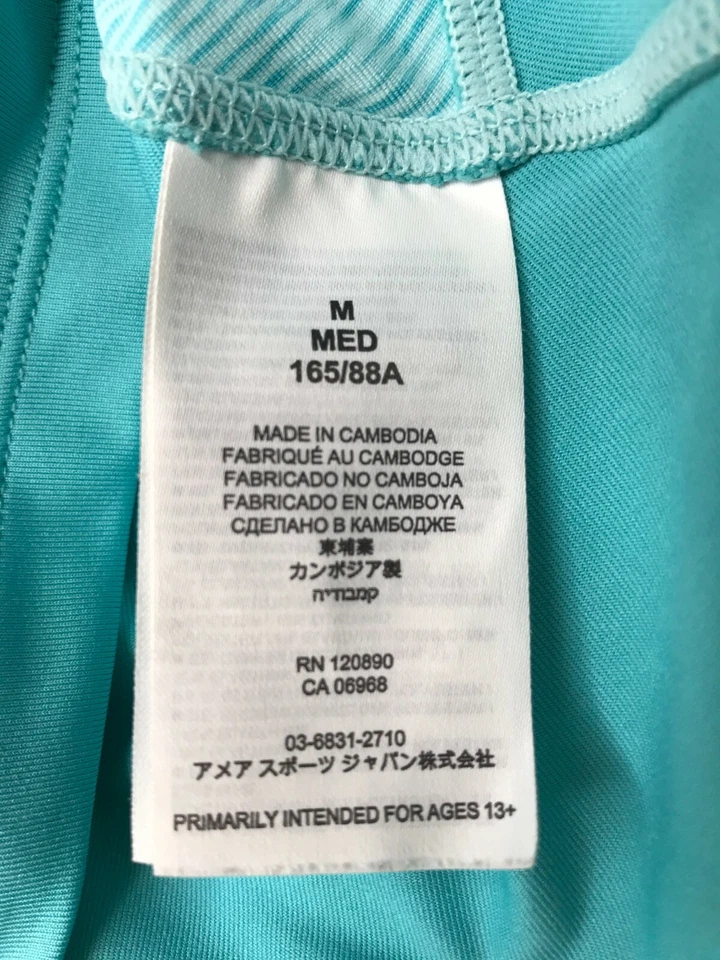 M
MED
165/88A
MADE IN CAMBODIA
FABRIQUÉ AU CAMBODGE
FABRICADO NO CAMBOJA
FABRICADO EN CAMBOYA
СДЕЛАНО В КАМБОДЖЕ
柬埔寨
カンボジア製
קמבודיה
RN 120890
CA 06968
03-6831-2710
アメア スポーツ ジャパン株式会社
PRIMARILY INTENDED FOR AGES 13+